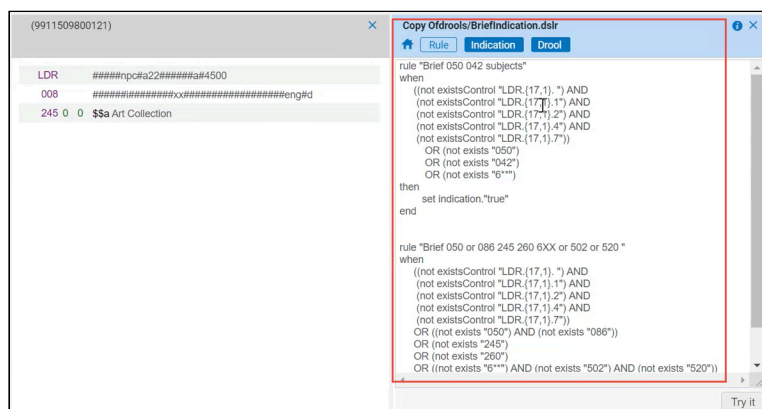 (9911509800121)
LDR #####npc#a22######a#4500
008 ######i########xx##################eng#d
245 0 0 $$a Art Collection
Copy Ofdrools/BriefIndication.dslr
Rule Indication Drool
rule "Brief 050 042 subjects"
when
((not existsControl "LDR.{17,1}. ") AND
(not existsControl "LDR.{17,1}.1") AND
(not existsControl "LDR.{17,1}.2") AND
(not existsControl "LDR.{17,1}.4") AND
(not existsControl "LDR.{17,1}.7"))
OR (not exists "050")
OR (not exists "042")
OR (not exists "6**")
then
set indication."true"
end
rule "Brief 050 or 086 245 260 6XX or 502 or 520 "
when
((not existsControl "LDR.{17,1}. ") AND
(not existsControl "LDR.{17,1}.1") AND
(not existsControl "LDR.{17,1}.2") AND
(not existsControl "LDR.{17,1}.4") AND
(not existsControl "LDR.{17,1}.7"))
OR ((not exists "050") AND (not exists "086"))
OR (not exists "245")
OR (not exists "260")
OR ((not exists "6**") AND (not exists "502") AND (not exists "520"))
Try it